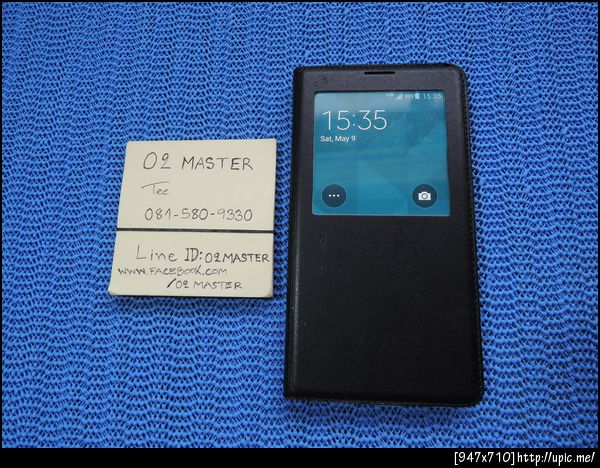 O2 MASTER
Tee
081-580-9330
Line ID: O2MASTER
WWW.FACEBOOK.COM
/O2 MASTER
15:35
15:35
Sat, May 9
[947x710]http://upic.me/